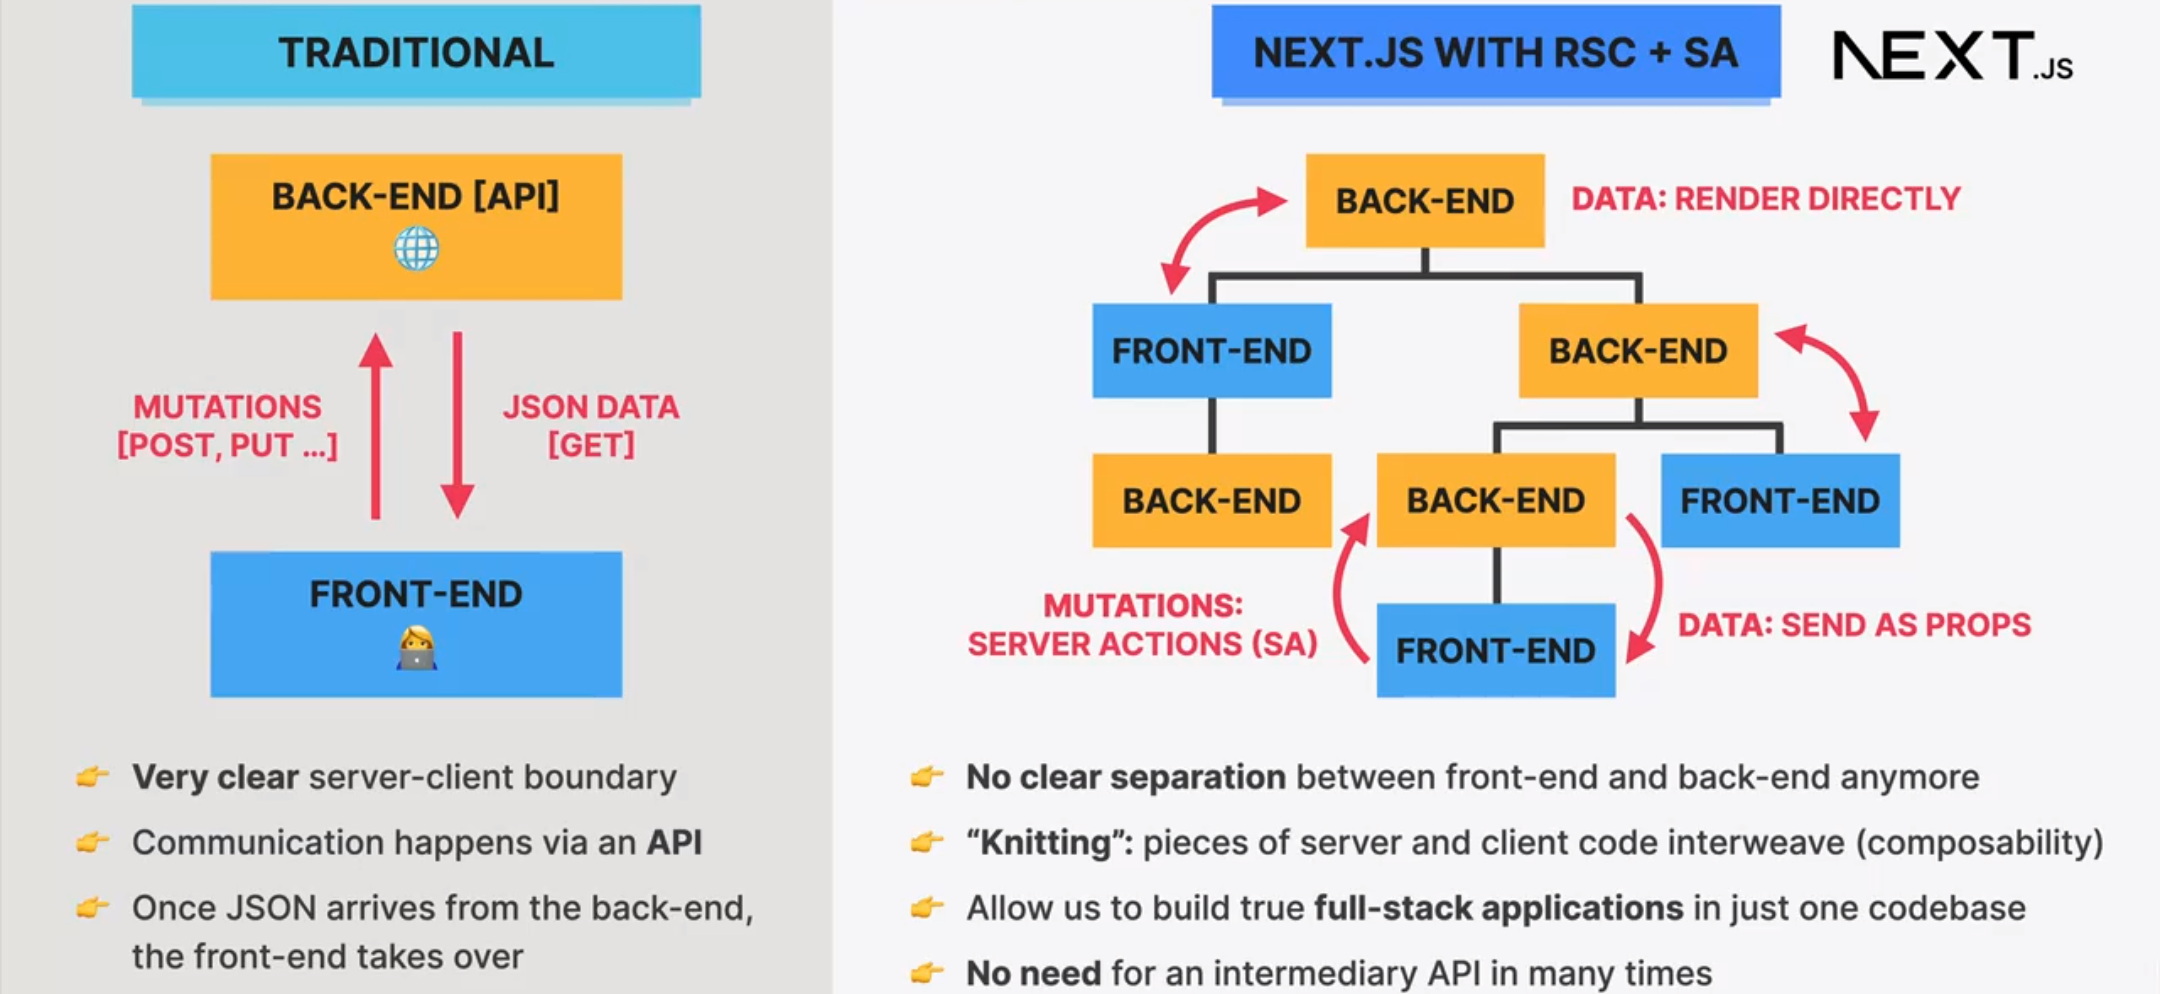 TRADITIONAL
BACK-END [API]
MUTATIONS
[POST, PUT ...]
JSON DATA
[GET]
FRONT-END
👉 Very clear server-client boundary
👉 Communication happens via an API
👉 Once JSON arrives from the back-end,
the front-end takes over
NEXT.JS WITH RSC + SA
NEXT.JS
BACK-END
DATA: RENDER DIRECTLY
FRONT-END
BACK-END
BACK-END
BACK-END
FRONT-END
MUTATIONS:
SERVER ACTIONS (SA)
FRONT-END
DATA: SEND AS PROPS
👉 No clear separation between front-end and back-end anymore
👉 “Knitting”: pieces of server and client code interweave (composability)
👉 Allow us to build true full-stack applications in just one codebase
👉 No need for an intermediary API in many times